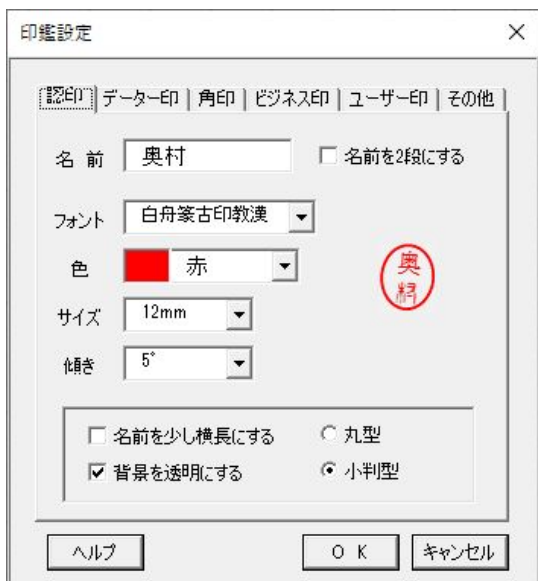 印鑑設定
認印 データー印 角印 ビジネス印 ユーザー印 その他
名 前 奥村 名前を2段にする
フォント 白舟篆古印教漢
色 赤
奥
村
サイズ 12mm
傾き 5°
名前を少し横長にする 丸型
背景を透明にする 小判型
ヘルプ O K キャンセル